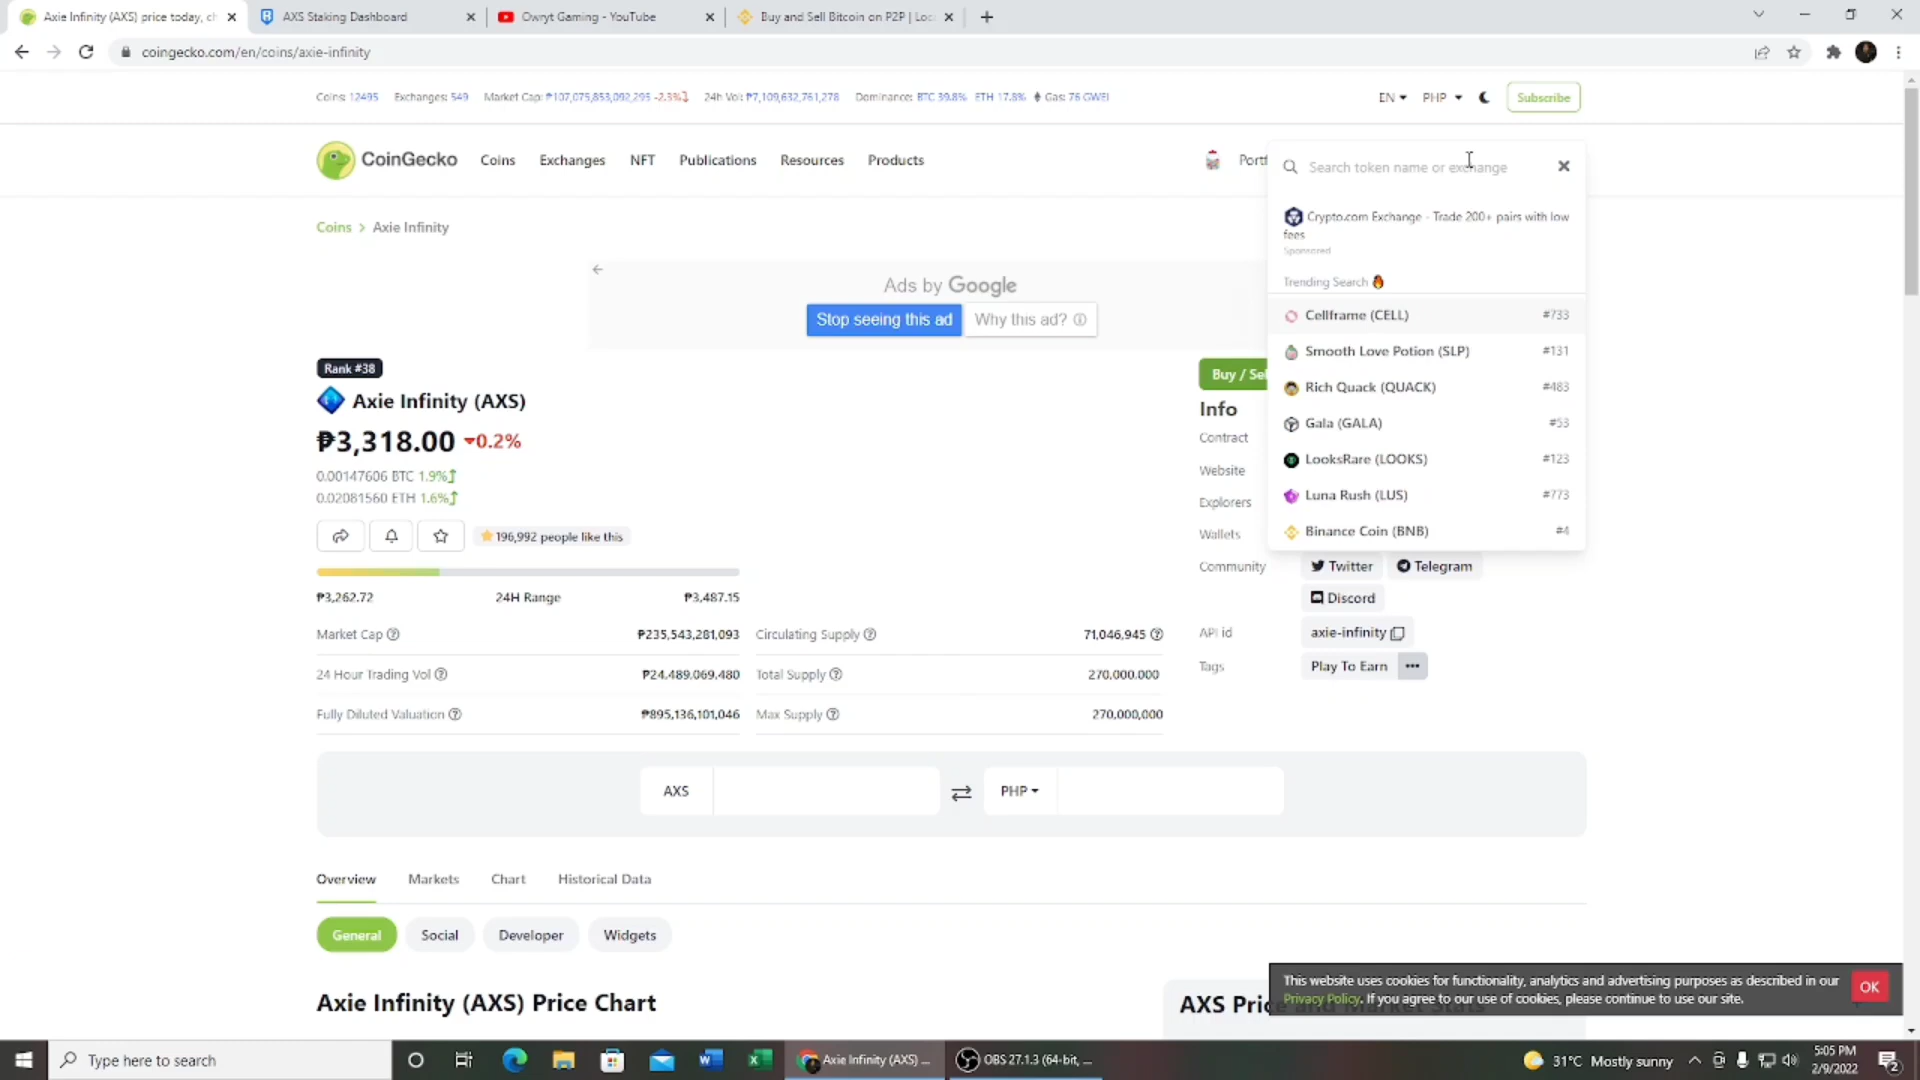 Axie Infinity (AXS) price today, ch
AXS Staking Dashboard
Owryt Gaming - YouTube
Buy and Sell Bitcoin on P2P | Loc
coingecko.com/en/coins/axie-infinity
Coins: 12495 Exchanges: 549 Market Cap: ₱107,075,853,092,295 -2.3% 24h Vol: ₱7,109,632,761,278 Dominance: BTC 39.8% ETH 17.8% Gas: 76 GWEI
EN PHP Subscribe
CoinGecko Coins Exchanges NFT Publications Resources Products
Portf
Search token name or exchange
Crypto.com Exchange - Trade 200+ pairs with low
fees
Sponsored
Trending Search
Cellframe (CELL) #733
Smooth Love Potion (SLP) #131
Rich Quack (QUACK) #483
Gala (GALA) #53
LooksRare (LOOKS) #123
Luna Rush (LUS) #773
Binance Coin (BNB) #4
Coins > Axie Infinity
Ads by Google
Stop seeing this ad Why this ad?
Rank #38
Axie Infinity (AXS)
₱3,318.00 0.2%
0.00147606 BTC 1.9%
0.02081560 ETH 1.6%
196,992 people like this
₱3,262.72 24H Range ₱3,487.15
Market Cap ₱235,543,281,093
24 Hour Trading Vol ₱24,489,069,480
Fully Diluted Valuation ₱895,136,101,046
Circulating Supply 71,046,945
Total Supply 270,000,000
Max Supply 270,000,000
Buy / Sel
Info
Contract
Website
Explorers
Wallets
Community Twitter Telegram
Discord
API id axie-infinity
Tags Play To Earn •••
AXS PHP
Overview Markets Chart Historical Data
General Social Developer Widgets
Axie Infinity (AXS) Price Chart
AXS Price and Market Stats
This website uses cookies for functionality, analytics and advertising purposes as described in our
Privacy Policy. If you agree to our use of cookies, please continue to use our site.
OK
Type here to search
Axie Infinity (AXS) ...
OBS 27.1.3 (64-bit, ...
31°C Mostly sunny
5:05 PM
2/9/2022
2